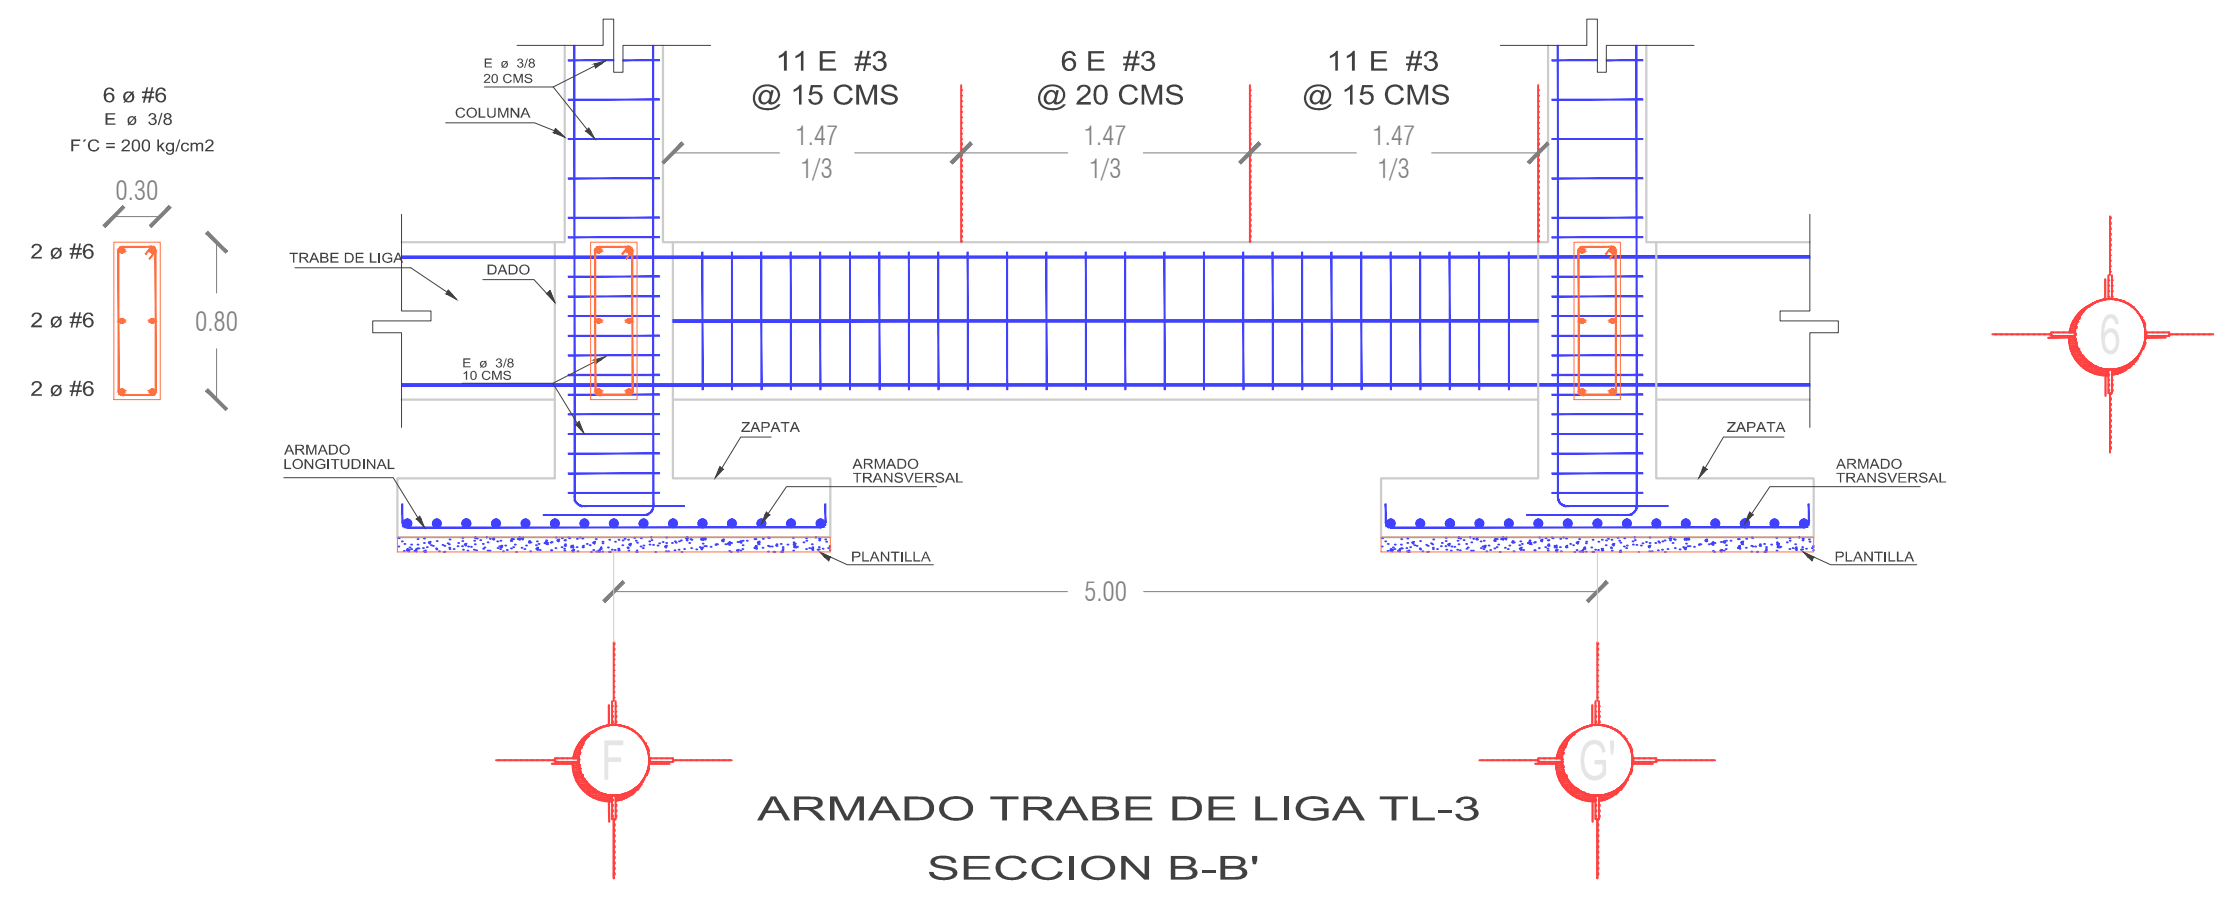 6 ø #6
E ø 3/8
F´C = 200 kg/cm2
0.30
2 ø #6
2 ø #6
2 ø #6
0.80
E ø 3/8
20 CMS
COLUMNA
11 E #3
@ 15 CMS
1.47
1/3
6 E #3
@ 20 CMS
1.47
1/3
11 E #3
@ 15 CMS
1.47
1/3
TRABE DE LIGA
DADO
E ø 3/8
10 CMS
ARMADO
LONGITUDINAL
ZAPATA
ARMADO
TRANSVERSAL
PLANTILLA
ZAPATA
ARMADO
TRANSVERSAL
PLANTILLA
5.00
6
F
G'
ARMADO TRABE DE LIGA TL-3
SECCION B-B'